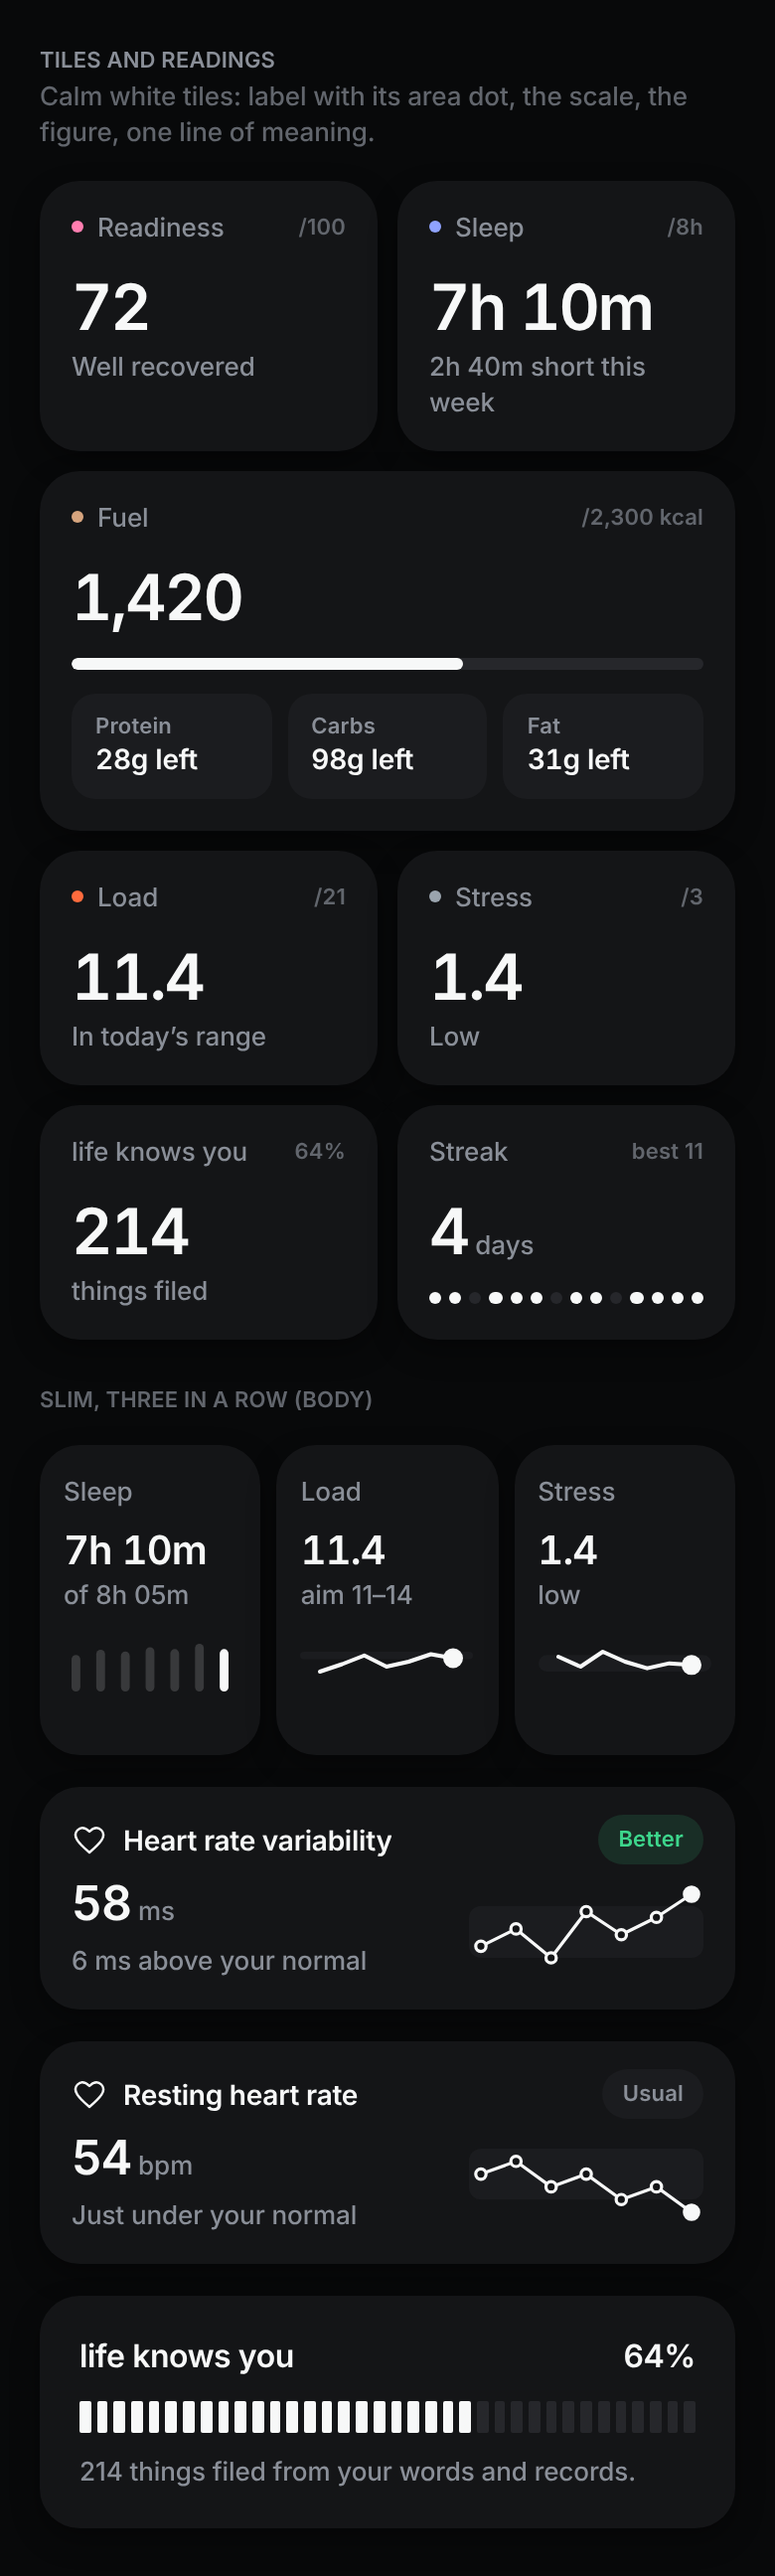 TILES AND READINGS
Calm white tiles: label with its area dot, the scale, the
figure, one line of meaning.
Readiness /100
72
Well recovered
Sleep /8h
7h 10m
2h 40m short this
week
Fuel /2,300 kcal
1,420
Protein
28g left
Carbs
98g left
Fat
31g left
Load /21
11.4
In today’s range
Stress /3
1.4
Low
life knows you 64%
214
things filed
Streak best 11
4 days
SLIM, THREE IN A ROW (BODY)
Sleep
7h 10m
of 8h 05m
Load
11.4
aim 11–14
Stress
1.4
low
Heart rate variability Better
58 ms
6 ms above your normal
Resting heart rate Usual
54 bpm
Just under your normal
life knows you 64%
214 things filed from your words and records.